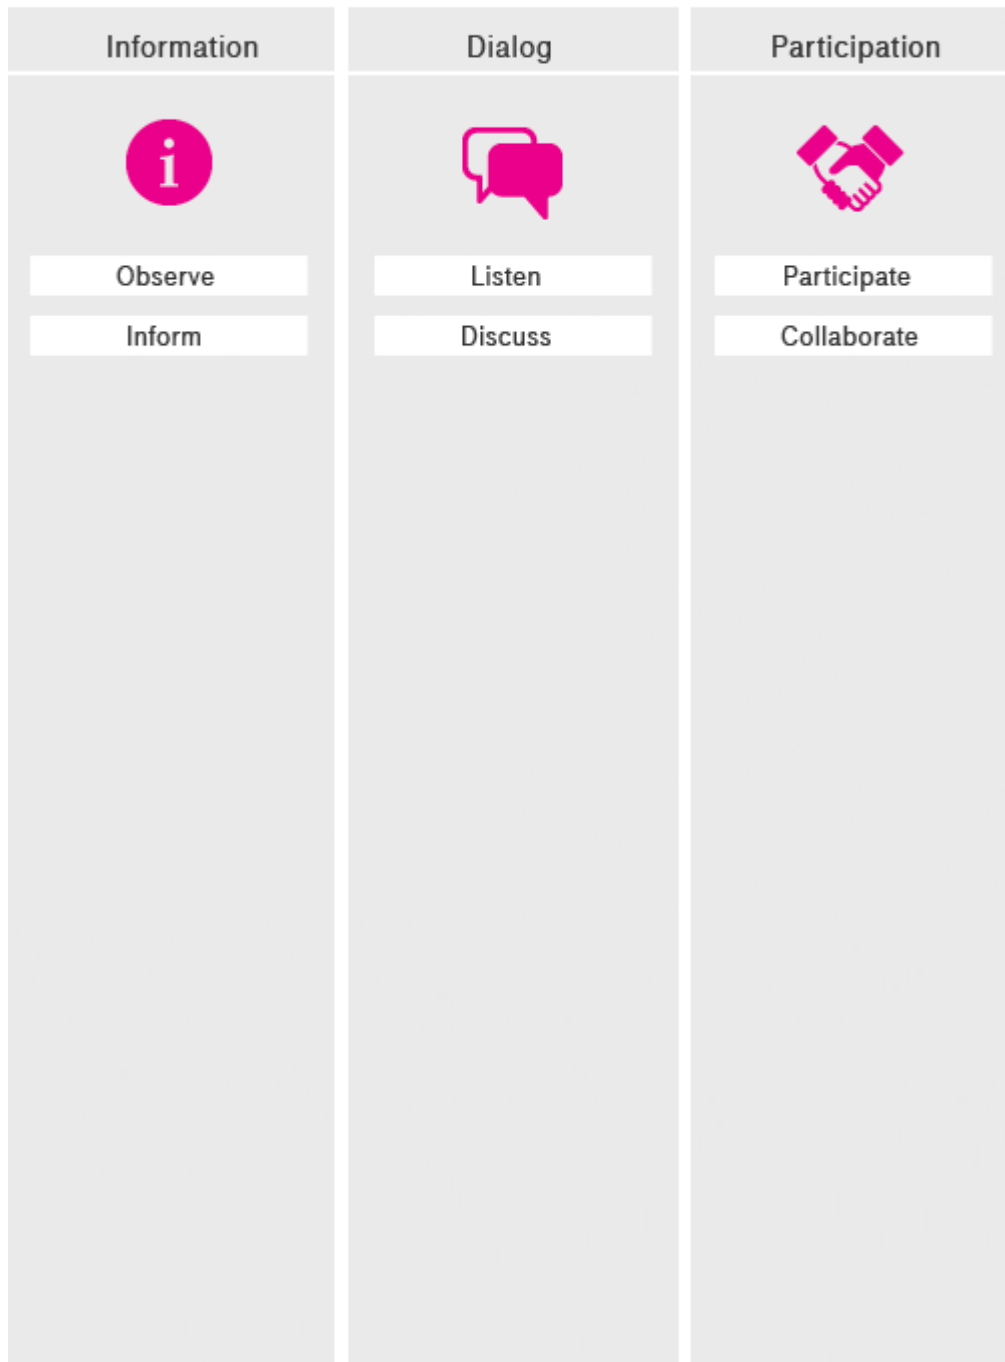 Information
Dialog
Participation
i
Observe
Listen
Participate
Inform
Discuss
Collaborate